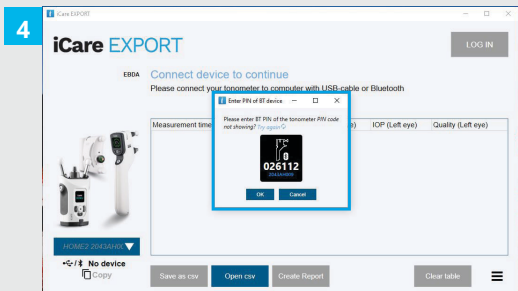 4
iCare EXPORT
iCare EXPORT
LOG IN
EBDA
Connect device to continue
Please connect your tonometer to computer with USB-cable or Bluetooth
Enter PIN of BT device
Please enter BT PIN of the tonometer PIN code
not showing? Try again
026112
2043AH009
OK Cancel
Measurement time
IOP (Left eye) Quality (Left eye)
No device
Copy
Save as csv Open csv Create Report Clear table